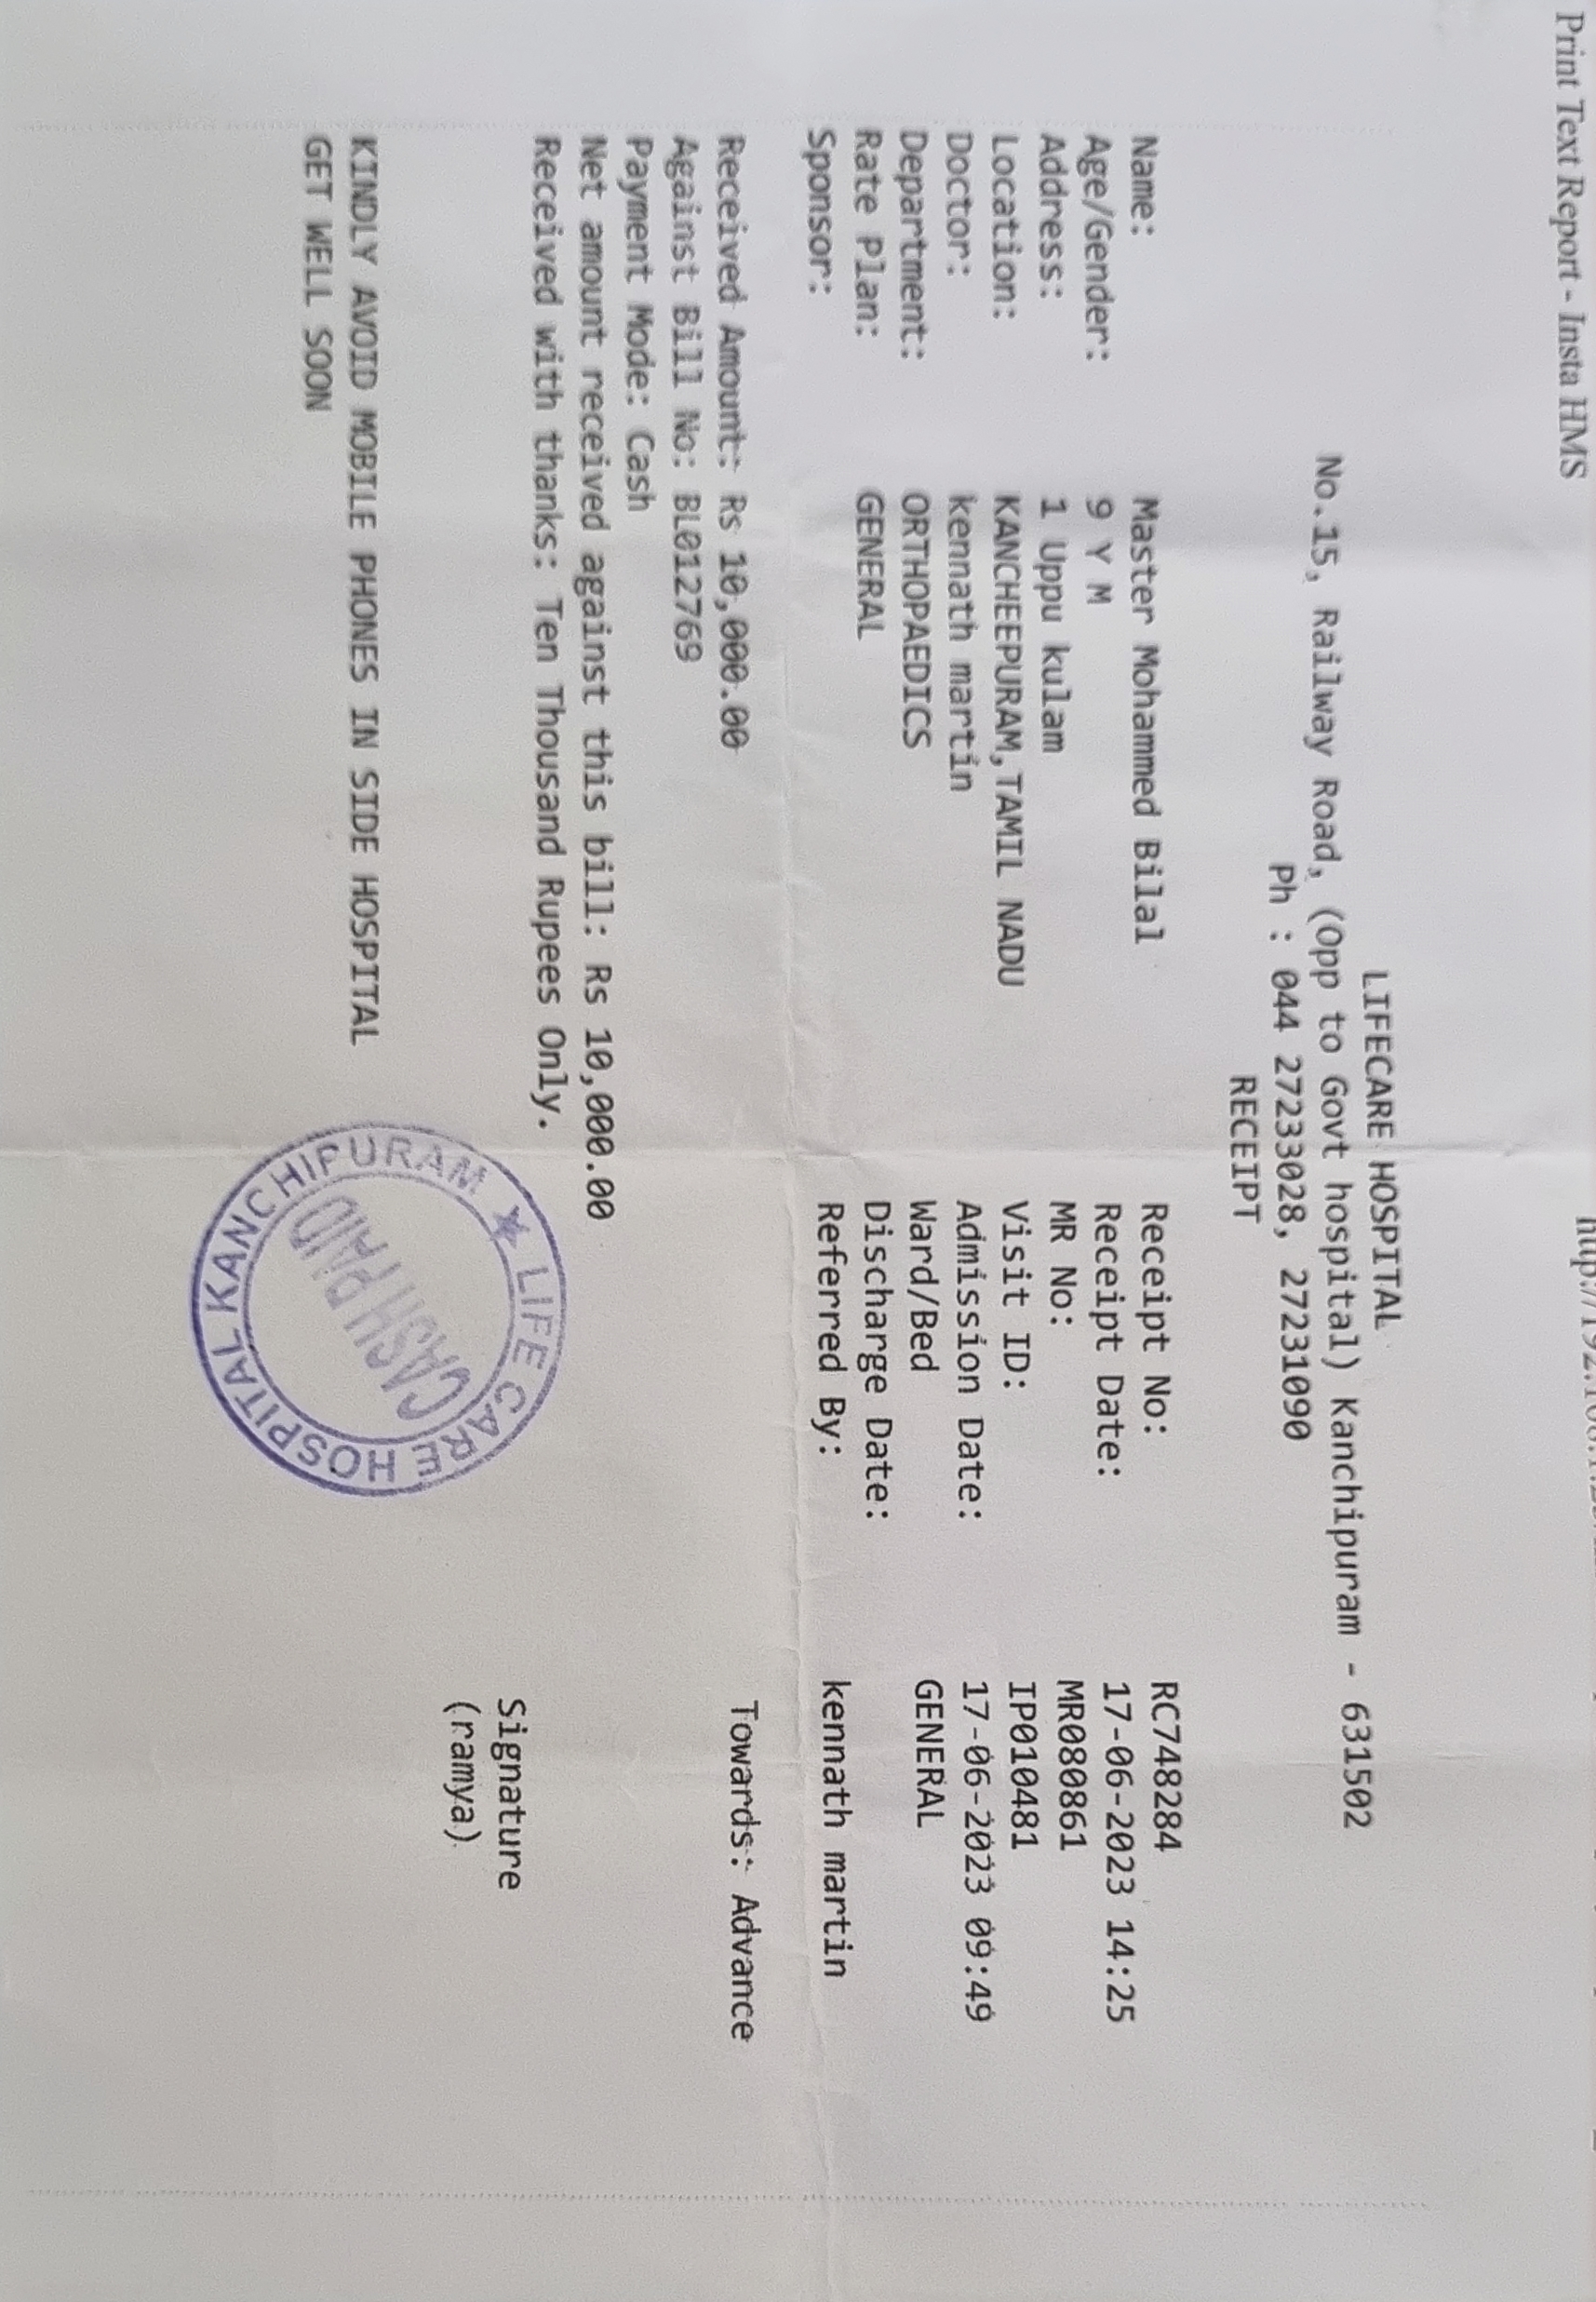 Print Text Report - Insta HMS
LIFECARE HOSPITAL
No.15, Railway Road, (Opp to Govt hospital) Kanchipuram - 631502
Ph : 044 27233028, 27231090
RECEIPT
Name: Master Mohammed Bilal Receipt No: RC748284
Age/Gender: 9 Y M Receipt Date: 17-06-2023 14:25
Address: 1 Uppu kulam MR No: MR080861
Location: KANCHEEPURAM,TAMIL NADU Visit ID: IP010481
Doctor: kennath martin Admission Date: 17-06-2023 09:49
Department: ORTHOPAEDICS Ward/Bed GENERAL
Rate Plan: GENERAL Discharge Date:
Sponsor: Referred By: kennath martin
Received Amount: Rs 10,000.00 Towards: Advance
Against Bill No: BL012769
Payment Mode: Cash
Net amount received against this bill: Rs 10,000.00
Received with thanks: Ten Thousand Rupees Only.
Signature
(ramya)
KINDLY AVOID MOBILE PHONES IN SIDE HOSPITAL
GET WELL SOON
★ LIFE CARE HOSPITAL KANCHIPURAM
CASH PAID